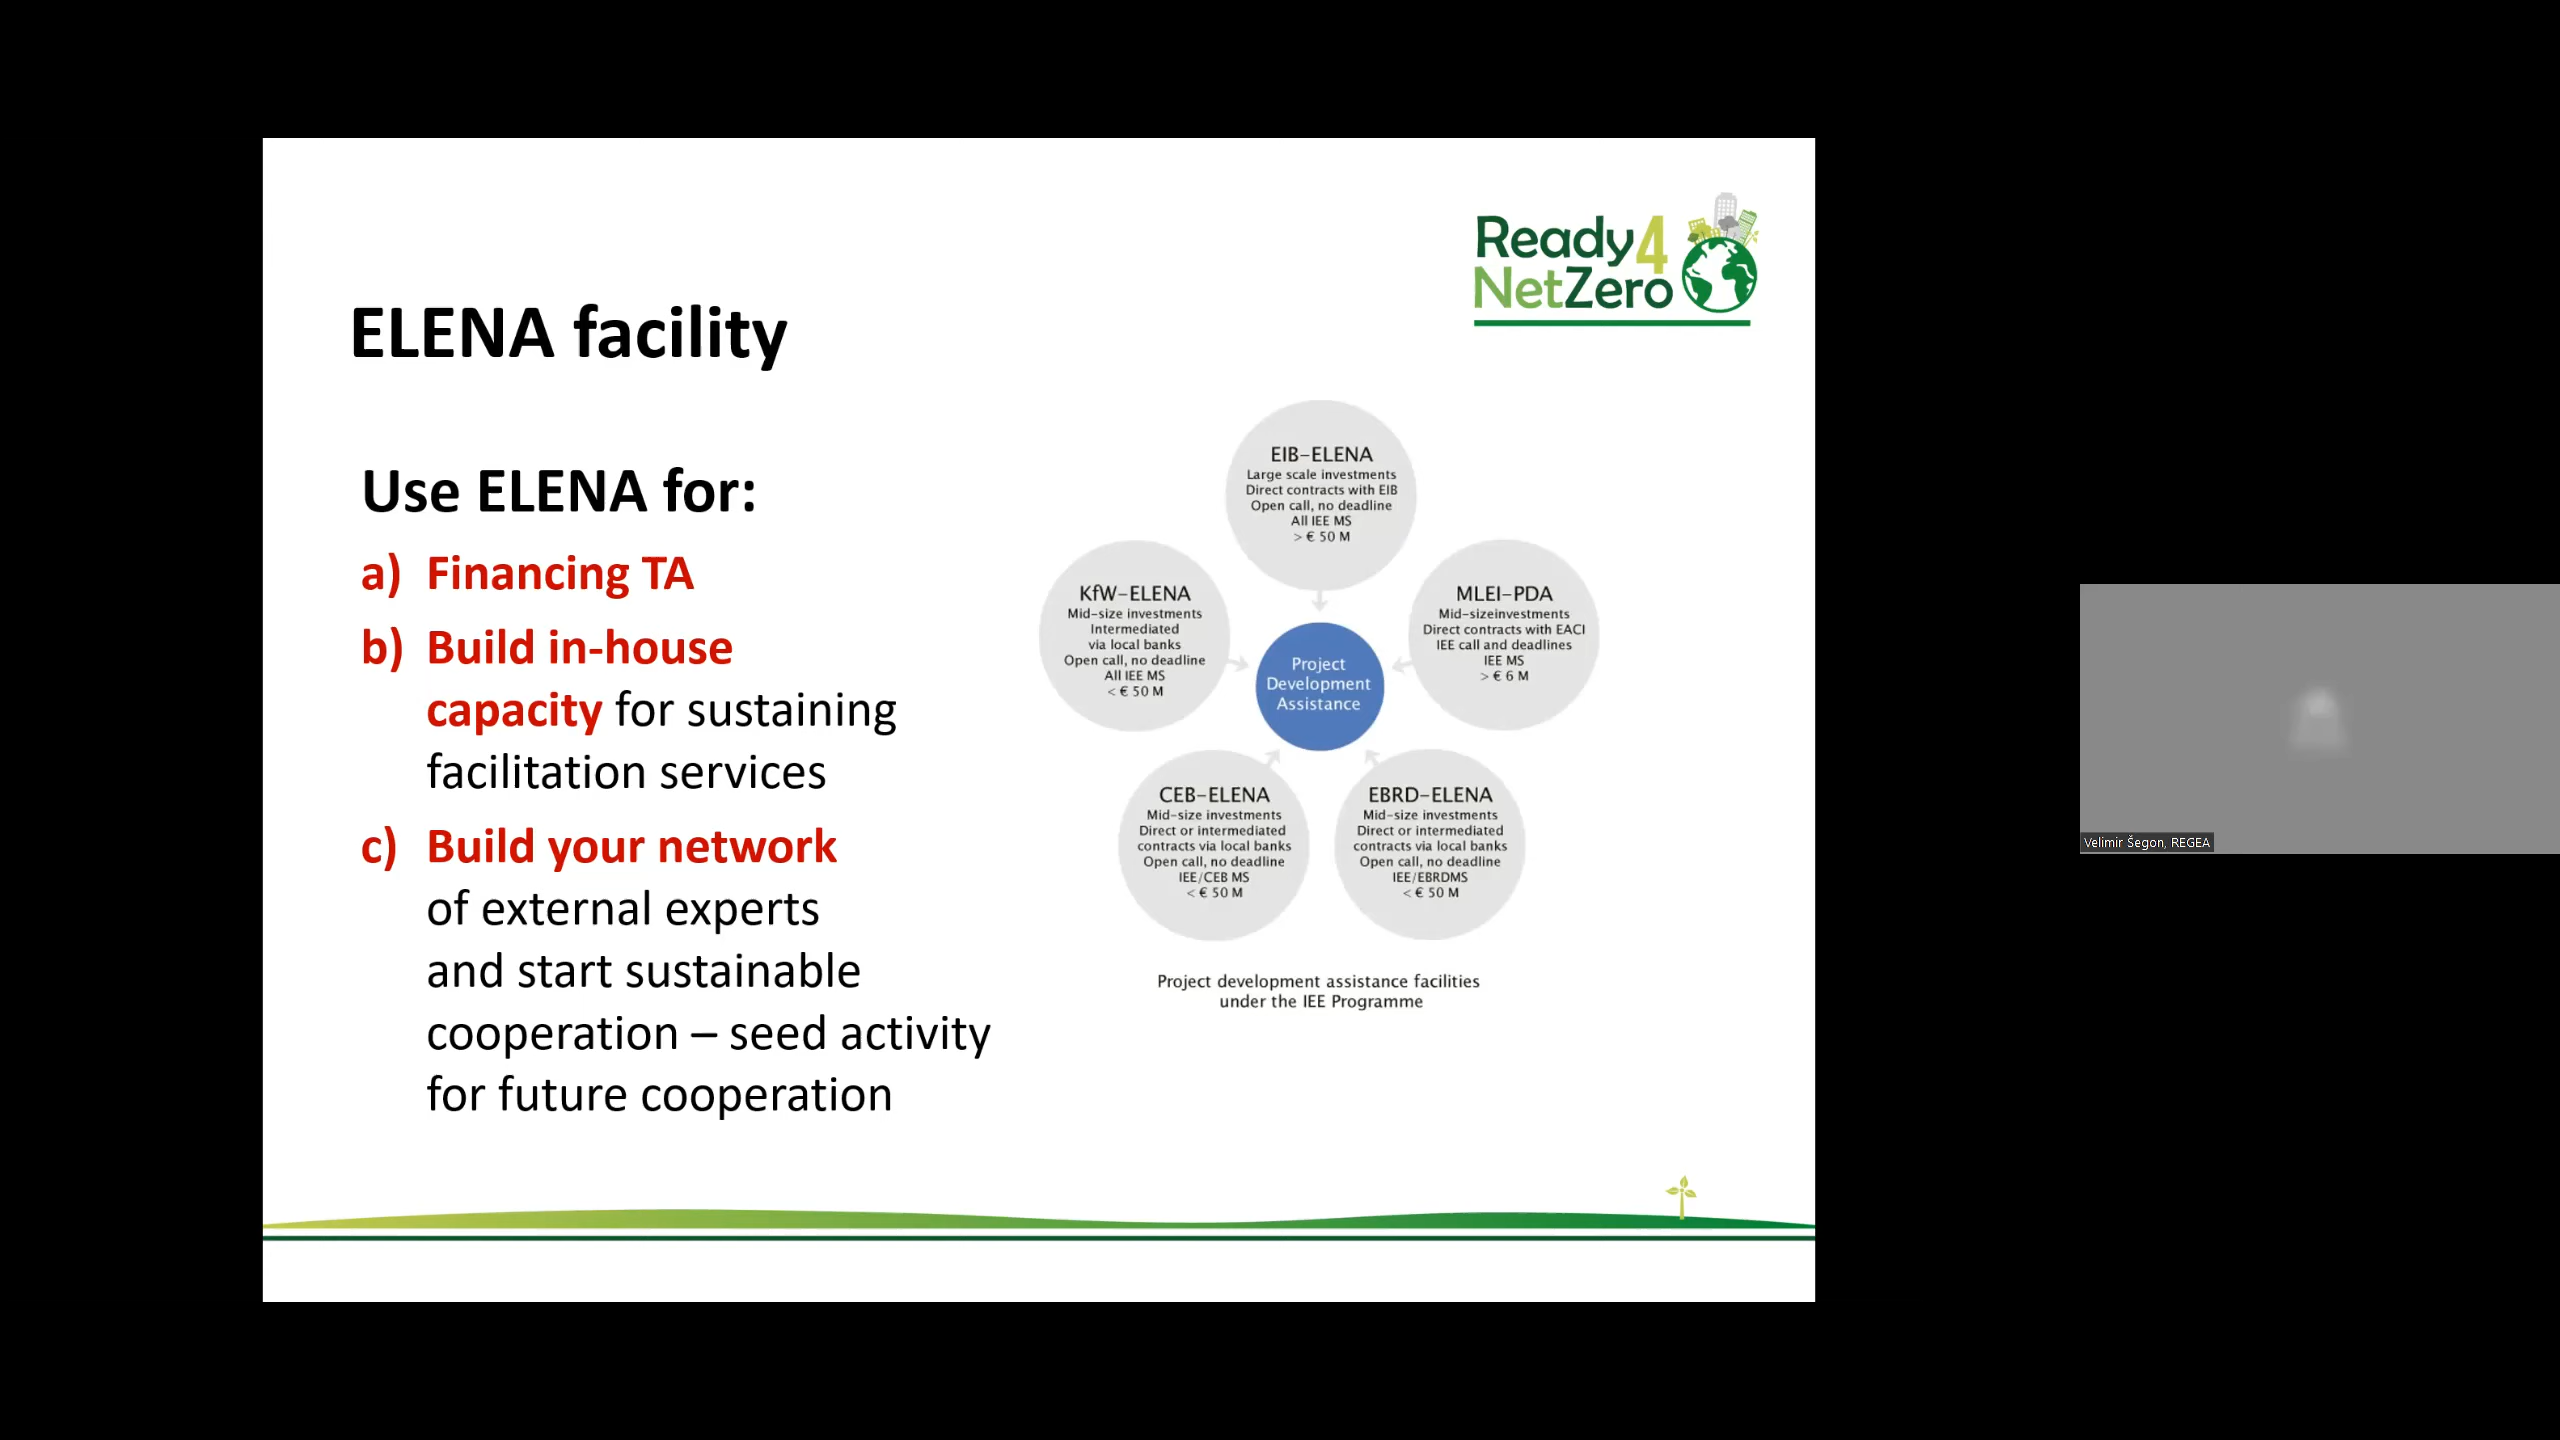 Ready4
NetZero
ELENA facility
Use ELENA for:
a) Financing TA
b) Build in-house
capacity for sustaining
facilitation services
c) Build your network
of external experts
and start sustainable
cooperation – seed activity
for future cooperation
EIB–ELENA
Large scale investments
Direct contracts with EIB
Open call, no deadline
All IEE MS
> € 50 M
KfW–ELENA
Mid–size investments
Intermediated
via local banks
Open call, no deadline
All IEE MS
< € 50 M
MLEI–PDA
Mid–sizeinvestments
Direct contracts with EACI
IEE call and deadlines
IEE MS
> € 6 M
Project
Development
Assistance
CEB–ELENA
Mid–size investments
Direct or intermediated
contracts via local banks
Open call, no deadline
IEE/CEB MS
< € 50 M
EBRD–ELENA
Mid–size investments
Direct or intermediated
contracts via local banks
Open call, no deadline
IEE/EBRDMS
< € 50 M
Project development assistance facilities
under the IEE Programme
Velimir Šegon, REGEA